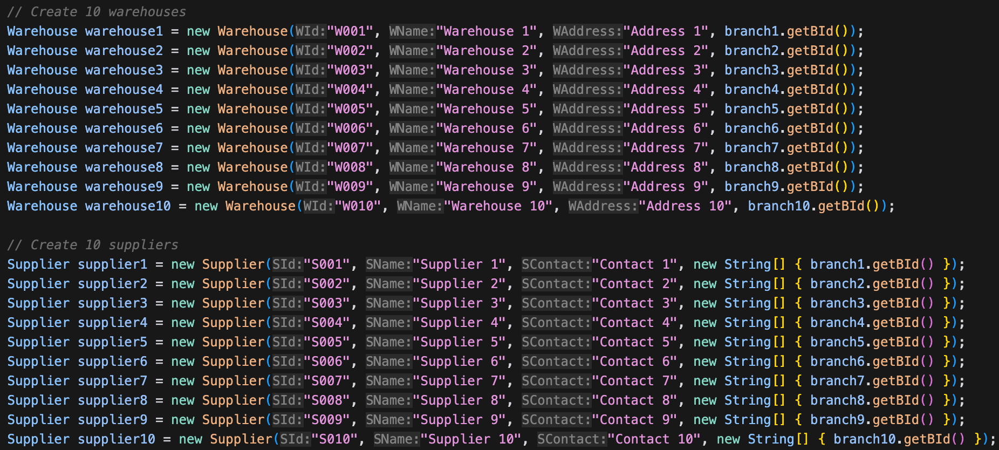 // Create 10 warehouses
Warehouse warehouse1 = new Warehouse(WId:"W001", WName:"Warehouse 1", WAddress:"Address 1", branch1.getBId());
Warehouse warehouse2 = new Warehouse(WId:"W002", WName:"Warehouse 2", WAddress:"Address 2", branch2.getBId());
Warehouse warehouse3 = new Warehouse(WId:"W003", WName:"Warehouse 3", WAddress:"Address 3", branch3.getBId());
Warehouse warehouse4 = new Warehouse(WId:"W004", WName:"Warehouse 4", WAddress:"Address 4", branch4.getBId());
Warehouse warehouse5 = new Warehouse(WId:"W005", WName:"Warehouse 5", WAddress:"Address 5", branch5.getBId());
Warehouse warehouse6 = new Warehouse(WId:"W006", WName:"Warehouse 6", WAddress:"Address 6", branch6.getBId());
Warehouse warehouse7 = new Warehouse(WId:"W007", WName:"Warehouse 7", WAddress:"Address 7", branch7.getBId());
Warehouse warehouse8 = new Warehouse(WId:"W008", WName:"Warehouse 8", WAddress:"Address 8", branch8.getBId());
Warehouse warehouse9 = new Warehouse(WId:"W009", WName:"Warehouse 9", WAddress:"Address 9", branch9.getBId());
Warehouse warehouse10 = new Warehouse(WId:"W010", WName:"Warehouse 10", WAddress:"Address 10", branch10.getBId());
// Create 10 suppliers
Supplier supplier1 = new Supplier(SId:"S001", SName:"Supplier 1", SContact:"Contact 1", new String[] { branch1.getBId() });
Supplier supplier2 = new Supplier(SId:"S002", SName:"Supplier 2", SContact:"Contact 2", new String[] { branch2.getBId() });
Supplier supplier3 = new Supplier(SId:"S003", SName:"Supplier 3", SContact:"Contact 3", new String[] { branch3.getBId() });
Supplier supplier4 = new Supplier(SId:"S004", SName:"Supplier 4", SContact:"Contact 4", new String[] { branch4.getBId() });
Supplier supplier5 = new Supplier(SId:"S005", SName:"Supplier 5", SContact:"Contact 5", new String[] { branch5.getBId() });
Supplier supplier6 = new Supplier(SId:"S006", SName:"Supplier 6", SContact:"Contact 6", new String[] { branch6.getBId() });
Supplier supplier7 = new Supplier(SId:"S007", SName:"Supplier 7", SContact:"Contact 7", new String[] { branch7.getBId() });
Supplier supplier8 = new Supplier(SId:"S008", SName:"Supplier 8", SContact:"Contact 8", new String[] { branch8.getBId() });
Supplier supplier9 = new Supplier(SId:"S009", SName:"Supplier 9", SContact:"Contact 9", new String[] { branch9.getBId() });
Supplier supplier10 = new Supplier(SId:"S010", SName:"Supplier 10", SContact:"Contact 10", new String[] { branch10.getBId() });